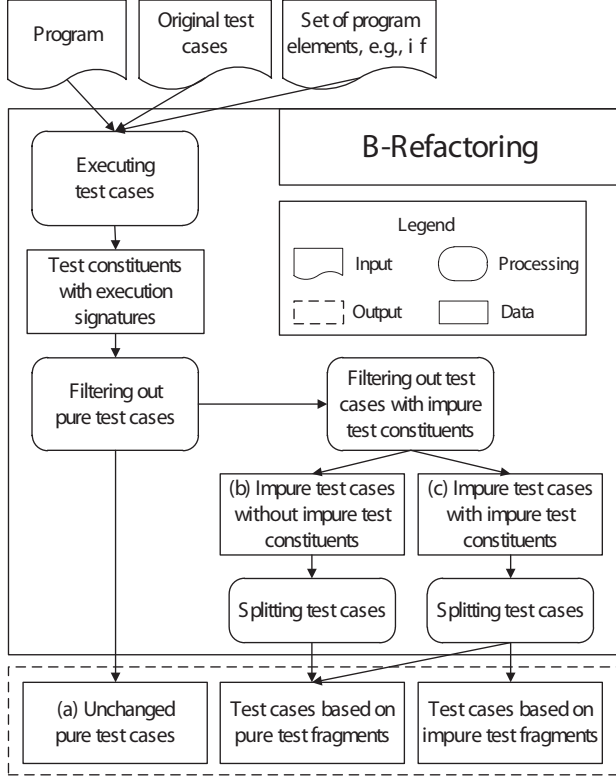 Program
Original test
cases
Set of program
elements, e.g., if
B-Refactoring
Executing
test cases
Legend
Input
Processing
Output
Data
Test constituents
with execution
signatures
Filtering out
pure test cases
Filtering out test
cases with impure
test constituents
(b) Impure test cases
without impure test
constituents
(c) Impure test cases
with impure test
constituents
Splitting test cases
Splitting test cases
(a) Unchanged
pure test cases
Test cases based on
pure test fragments
Test cases based on
impure test fragments